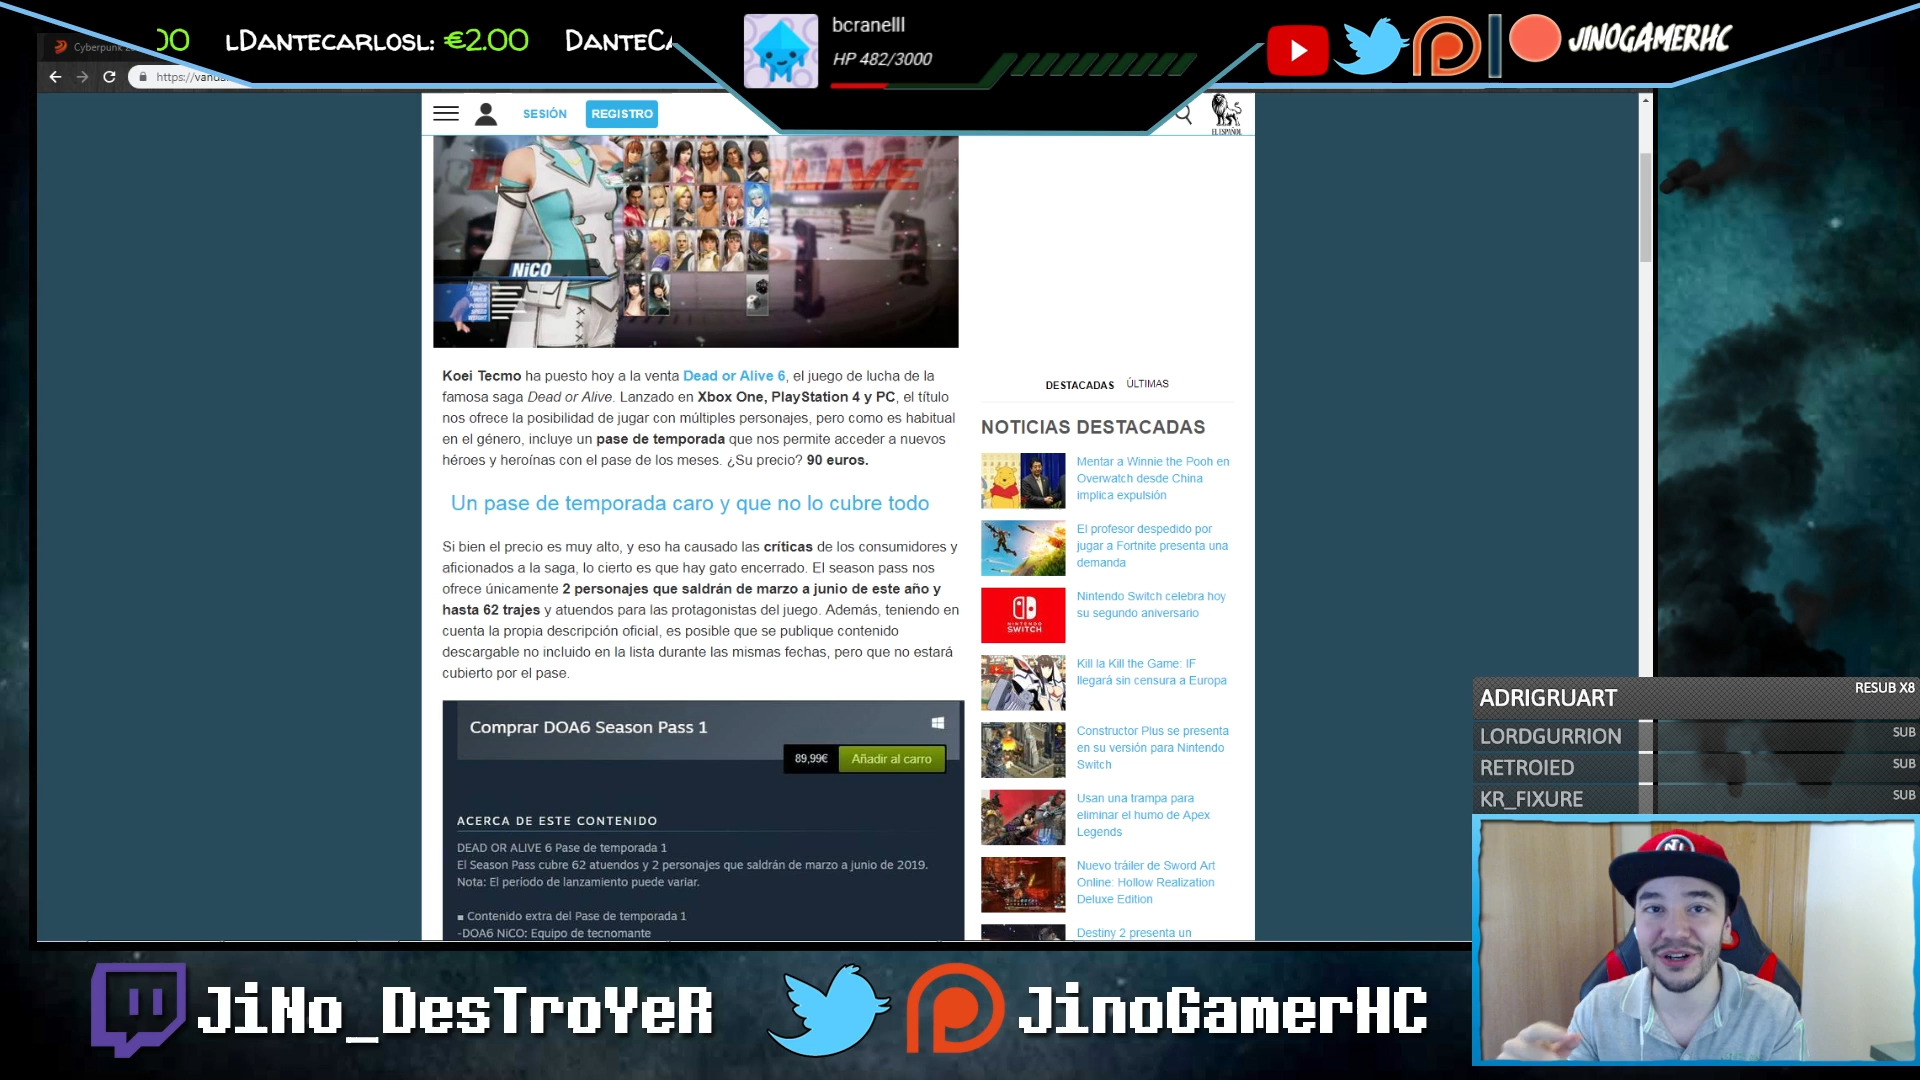 00 LDANTECARLOSL: €2.00 DANTECA
bcranelll
HP 482/3000
JINOGAMERHC
Cyberpunk
https://vanda
SESIÓN REGISTRO
EL ESPAÑOL
NiCO
Koei Tecmo ha puesto hoy a la venta Dead or Alive 6, el juego de lucha de la
famosa saga Dead or Alive. Lanzado en Xbox One, PlayStation 4 y PC, el título
nos ofrece la posibilidad de jugar con múltiples personajes, pero como es habitual
en el género, incluye un pase de temporada que nos permite acceder a nuevos
héroes y heroínas con el pase de los meses. ¿Su precio? 90 euros.
Un pase de temporada caro y que no lo cubre todo
Si bien el precio es muy alto, y eso ha causado las críticas de los consumidores y
aficionados a la saga, lo cierto es que hay gato encerrado. El season pass nos
ofrece únicamente 2 personajes que saldrán de marzo a junio de este año y
hasta 62 trajes y atuendos para las protagonistas del juego. Además, teniendo en
cuenta la propia descripción oficial, es posible que se publique contenido
descargable no incluido en la lista durante las mismas fechas, pero que no estará
cubierto por el pase.
Comprar DOA6 Season Pass 1
89,99€ Añadir al carro
ACERCA DE ESTE CONTENIDO
DEAD OR ALIVE 6 Pase de temporada 1
El Season Pass cubre 62 atuendos y 2 personajes que saldrán de marzo a junio de 2019.
Nota: El período de lanzamiento puede variar.
■ Contenido extra del Pase de temporada 1
-DOA6 NiCO: Equipo de tecnomante
DESTACADAS ÚLTIMAS
NOTICIAS DESTACADAS
Mentar a Winnie the Pooh en
Overwatch desde China
implica expulsión
El profesor despedido por
jugar a Fortnite presenta una
demanda
NINTENDO
SWITCH
Nintendo Switch celebra hoy
su segundo aniversario
Kill la Kill the Game: IF
llegará sin censura a Europa
Constructor Plus se presenta
en su versión para Nintendo
Switch
Usan una trampa para
eliminar el humo de Apex
Legends
Nuevo tráiler de Sword Art
Online: Hollow Realization
Deluxe Edition
Destiny 2 presenta un
ADRIGRUART RESUB X8
LORDGURRION SUB
RETROIED SUB
KR_FIXURE SUB
JiNo_DesTroYeR
JinoGamerHC